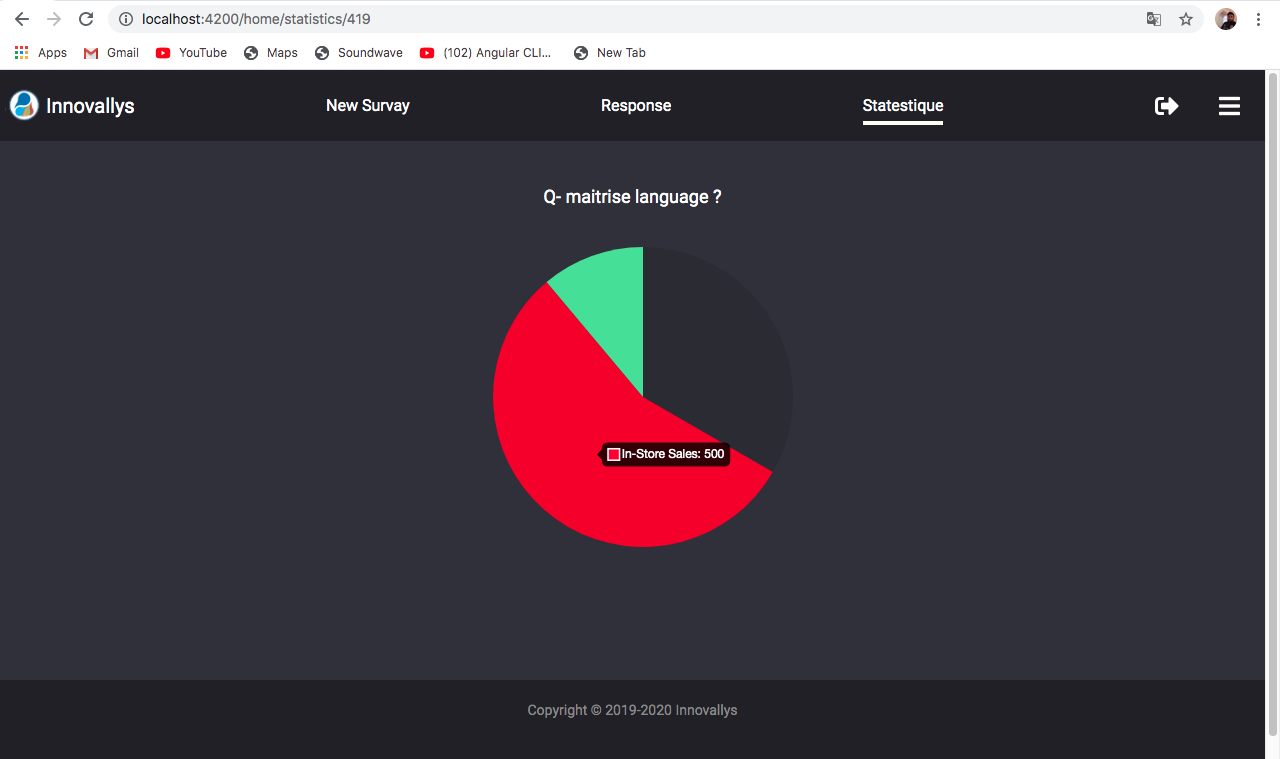 localhost:4200/home/statistics/419
Apps Gmail YouTube Maps Soundwave (102) Angular CLI... New Tab
Innovallys New Survay Response Statestique
Q- maitrise language ?
In-Store Sales: 500
Copyright © 2019-2020 Innovallys